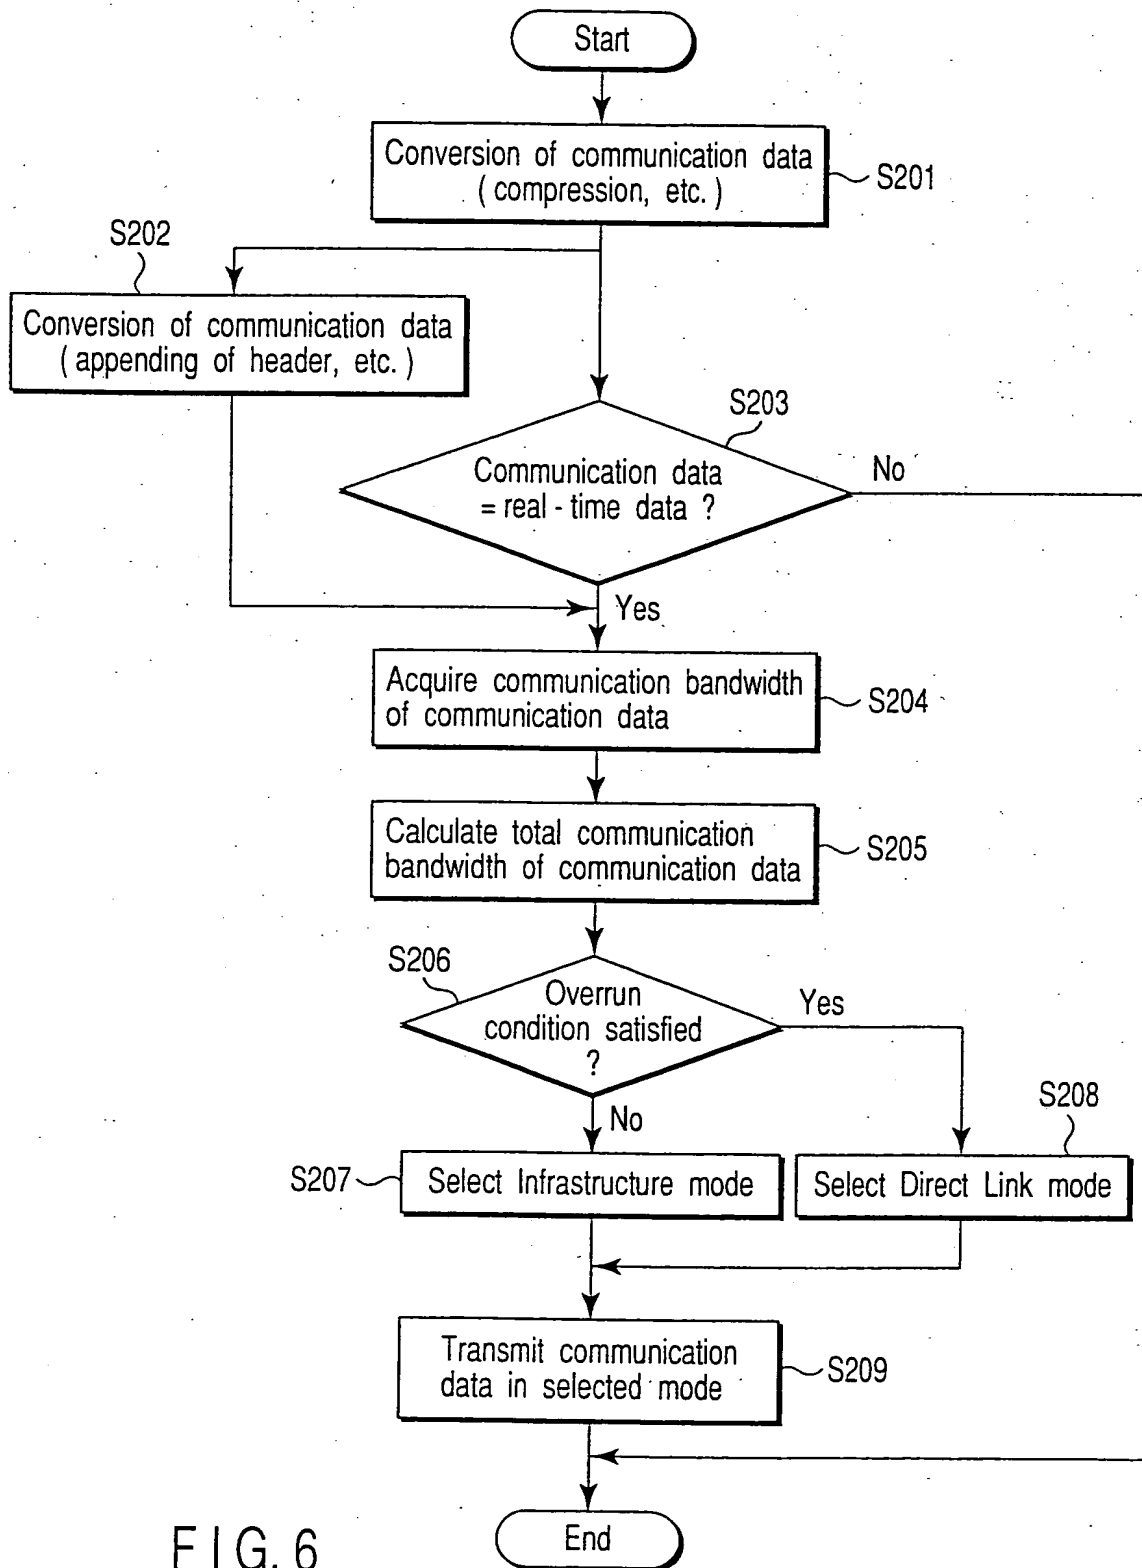 Start
Conversion of communication data
( compression, etc. )
S201
S202
Conversion of communication data
( appending of header, etc. )
S203
Communication data
= real - time data ?
No
Yes
Acquire communication bandwidth
of communication data
S204
Calculate total communication
bandwidth of communication data
S205
S206
Overrun
condition satisfied
?
Yes
No
S208
S207
Select Infrastructure mode
Select Direct Link mode
Transmit communication
data in selected mode
S209
End
FIG. 6